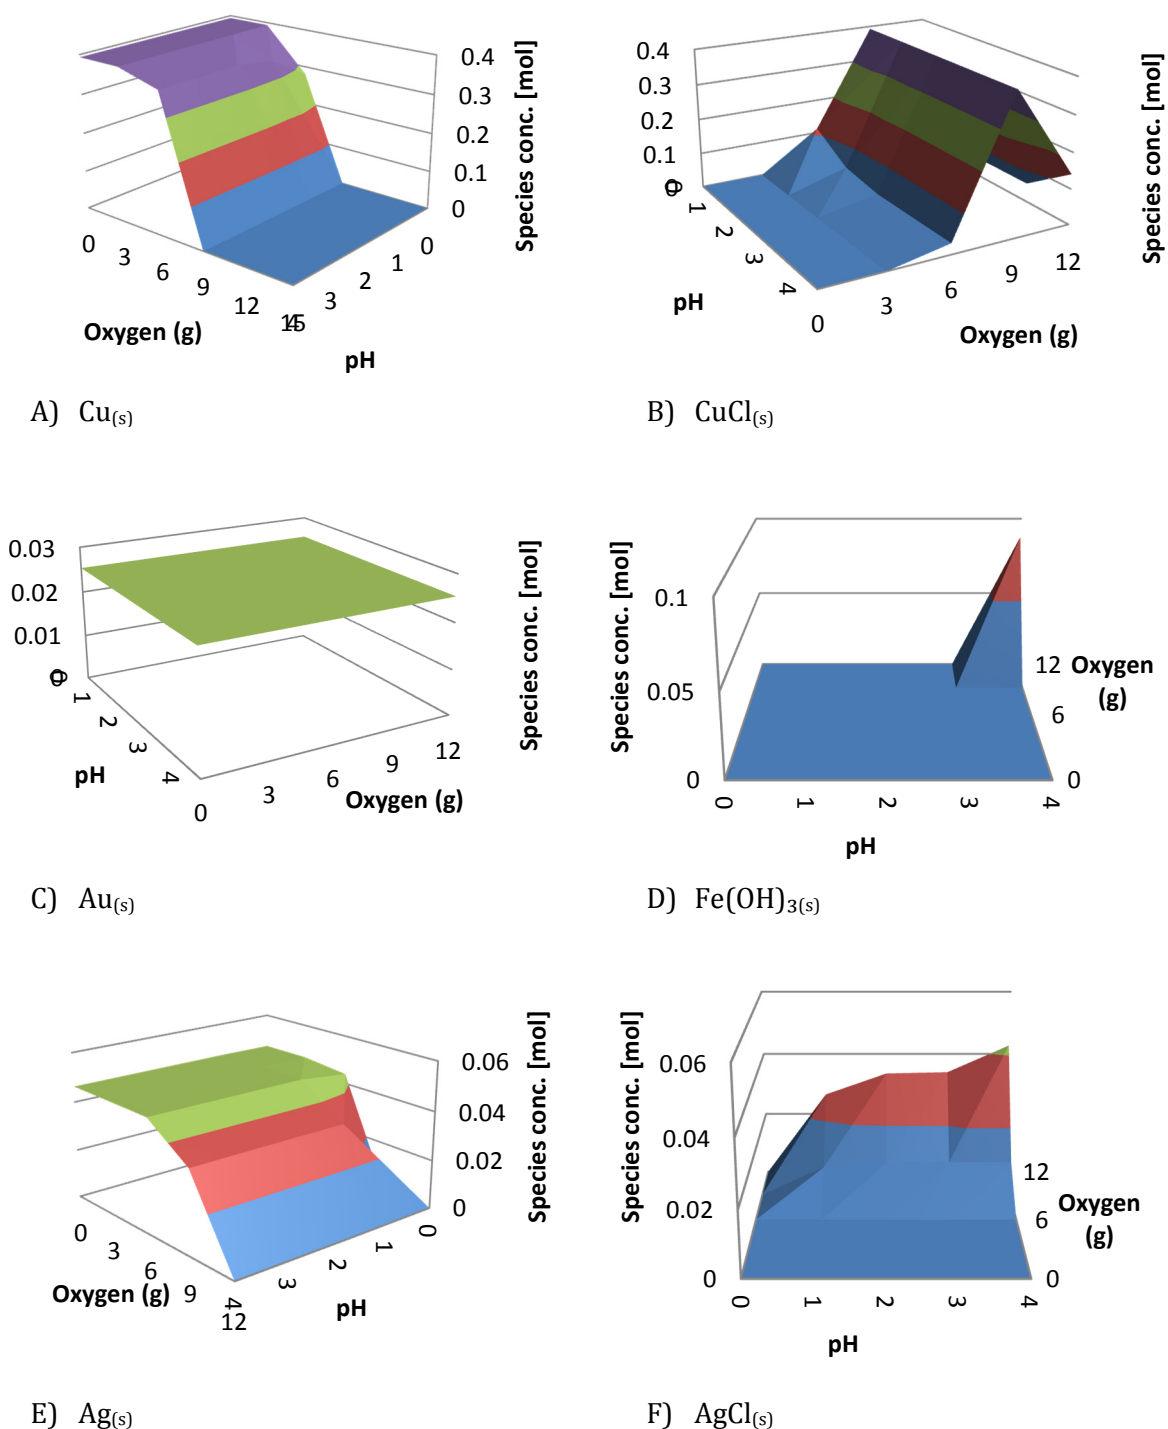 0.4
0.3
0.2
0.1
0
Species conc. [mol]
0 3 6 9 12 15
4 3 2 1 0
Oxygen (g)
pH
A) Cu(s)
0.4
0.3
0.2
0.1
0
0 1 2 3 4
0 3 6 9 12
pH
Oxygen (g)
Species conc. [mol]
B) CuCl(s)
0.03
0.02
0.01
0
0 1 2 3 4
0 3 6 9 12
pH
Oxygen (g)
Species conc. [mol]
C) Au(s)
Species conc. [mol]
0.1
0.05
0
0 1 2 3 4
pH
12
6
0
Oxygen
(g)
D) Fe(OH)3(s)
0.06
0.04
0.02
0
Species conc. [mol]
0 3 6 9 12
4 3 2 1 0
Oxygen (g)
pH
E) Ag(s)
Species conc. [mol]
0.06
0.04
0.02
0
0 1 2 3 4
pH
12
6
0
Oxygen
(g)
F) AgCl(s)